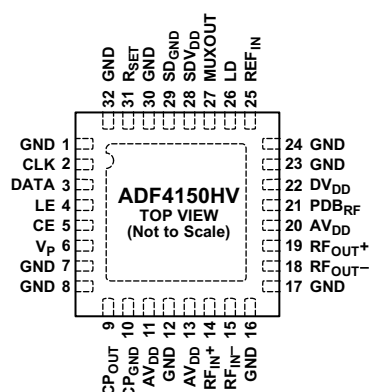 32 GND
31 RSET
30 GND
29 SDGND
28 SDVDD
27 MUXOUT
26 LD
25 REFIN
GND 1
CLK 2
DATA 3
LE 4
CE 5
VP 6
GND 7
GND 8
ADF4150HV
TOP VIEW
(Not to Scale)
24 GND
23 GND
22 DVDD
21 PDBRF
20 AVDD
19 RFOUT+
18 RFOUT−
17 GND
CPOUT 9
CPGND 10
AVDD 11
GND 12
AVDD 13
RFIN+ 14
RFIN− 15
GND 16